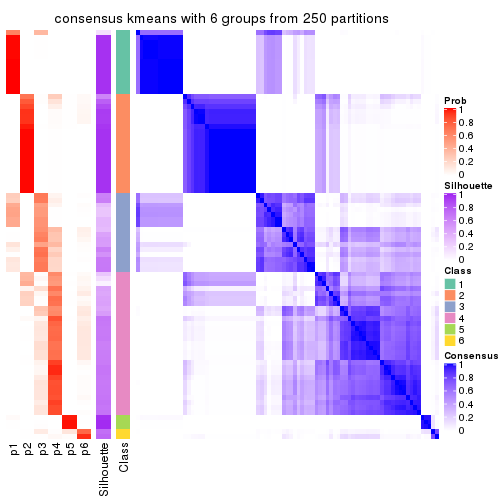 consensus kmeans with 6 groups from 250 partitions
Prob
1
0.8
0.6
0.4
0.2
0
Silhouette
1
0.8
0.6
0.4
0.2
0
Class
1
2
3
4
5
6
Consensus
1
0.8
0.6
0.4
0.2
0
p1
p2
p3
p4
p5
p6
Silhouette
Class